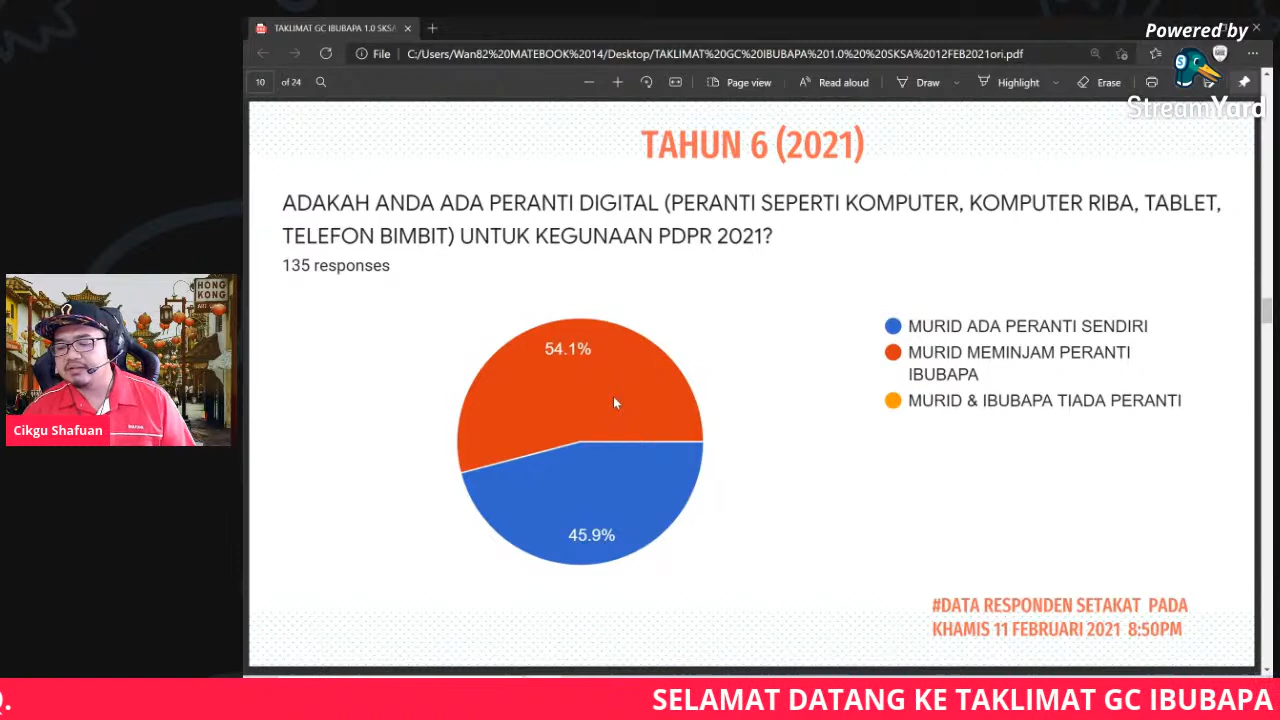 TAKLIMAT GC IBUBAPA 1.0 SKSA
Powered by
File
C:/Users/Wan82%20MATEBOOK%2014/Desktop/TAKLIMAT%20GC%20IBUBAPA%201.0%20%20SKSA%2012FEB2021ori.pdf
10 of 24
Page view
Read aloud
Draw
Highlight
Erase
StreamYard
TAHUN 6 (2021)
ADAKAH ANDA ADA PERANTI DIGITAL (PERANTI SEPERTI KOMPUTER, KOMPUTER RIBA, TABLET,
TELEFON BIMBIT) UNTUK KEGUNAAN PDPR 2021?
135 responses
HONG
KONG
54.1%
45.9%
MURID ADA PERANTI SENDIRI
MURID MEMINJAM PERANTI
IBUBAPA
MURID & IBUBAPA TIADA PERANTI
Cikgu Shafuan
#DATA RESPONDEN SETAKAT PADA
KHAMIS 11 FEBRUARI 2021 8:50PM
SELAMAT DATANG KE TAKLIMAT GC IBUBAPA